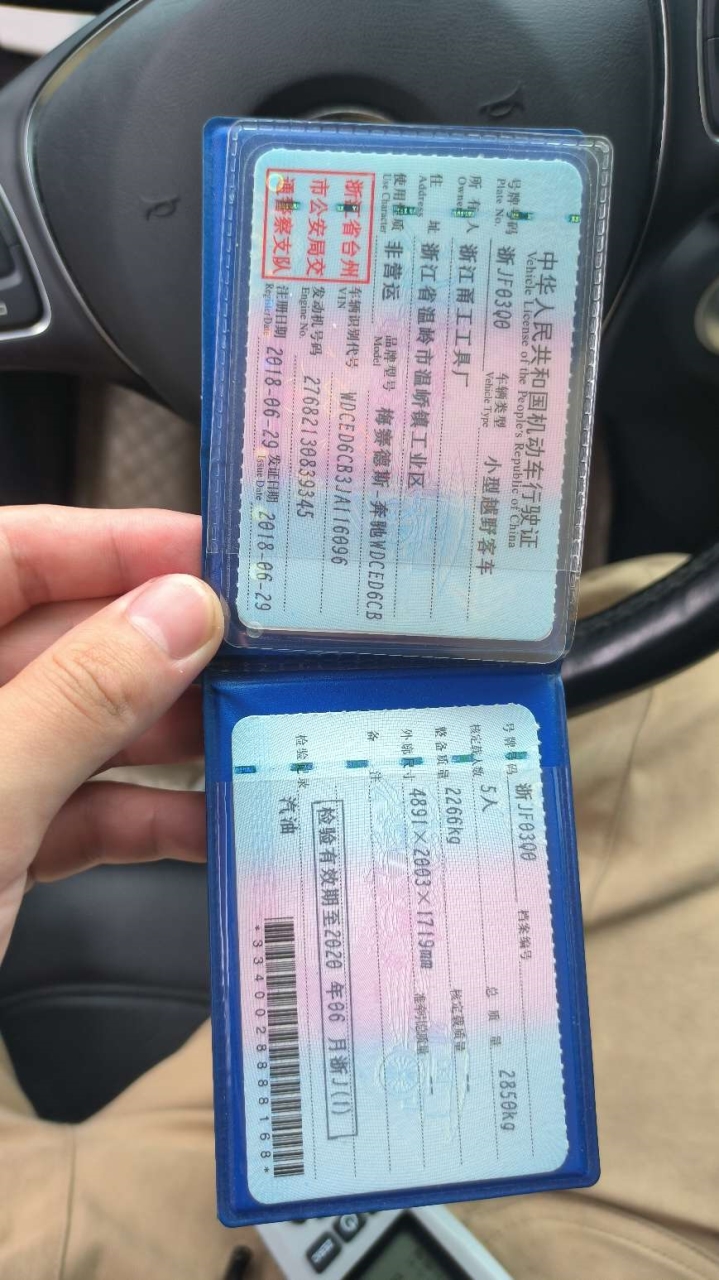 中华人民共和国机动车行驶证
Vehicle License of the People's Republic of China
号牌号码 浙JF03Q0 车辆类型 小型越野客车
Plate No. Vehicle Type
所有人 浙江甬工工具厂
Owner
住址 浙江省温岭市温峤镇工业区
Address
使用性质 非营运 品牌型号 梅赛德斯-奔驰WDCED6CB
Use Character Model
浙江省台州
市公安局交
通警察支队
车辆识别代号 WDCED6CB3JA116096
VIN
发动机号码 27682130839345
Engine No.
注册日期 2018-06-29 发证日期 2018-06-29
Register Date Issue Date
号牌号码 浙JF03Q0 档案编号
核定载人数 5人 总质量 2850kg
整备质量 2266kg 核定载质量 --
外廓尺寸 4891×2003×1719mm 准牵引总质量 --
备注
检验有效期至2020年06月浙J(1)
检验记录
汽油
*3340028888168*